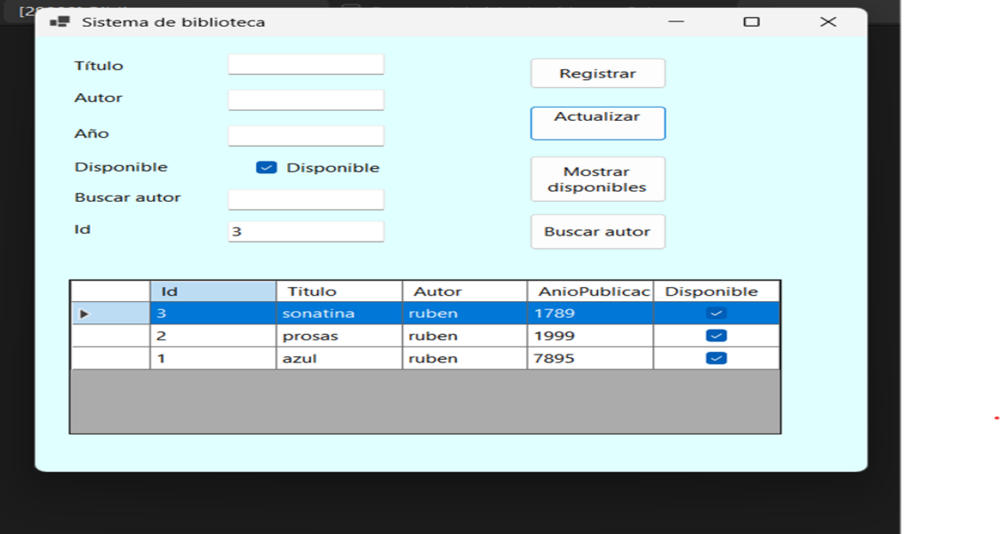 Sistema de biblioteca
Título
Registrar
Autor
Actualizar
Año
Disponible Disponible
Mostrar
disponibles
Buscar autor
Id 3
Buscar autor
Id Titulo Autor AnioPublicac Disponible
3 sonatina ruben 1789
2 prosas ruben 1999
1 azul ruben 7895